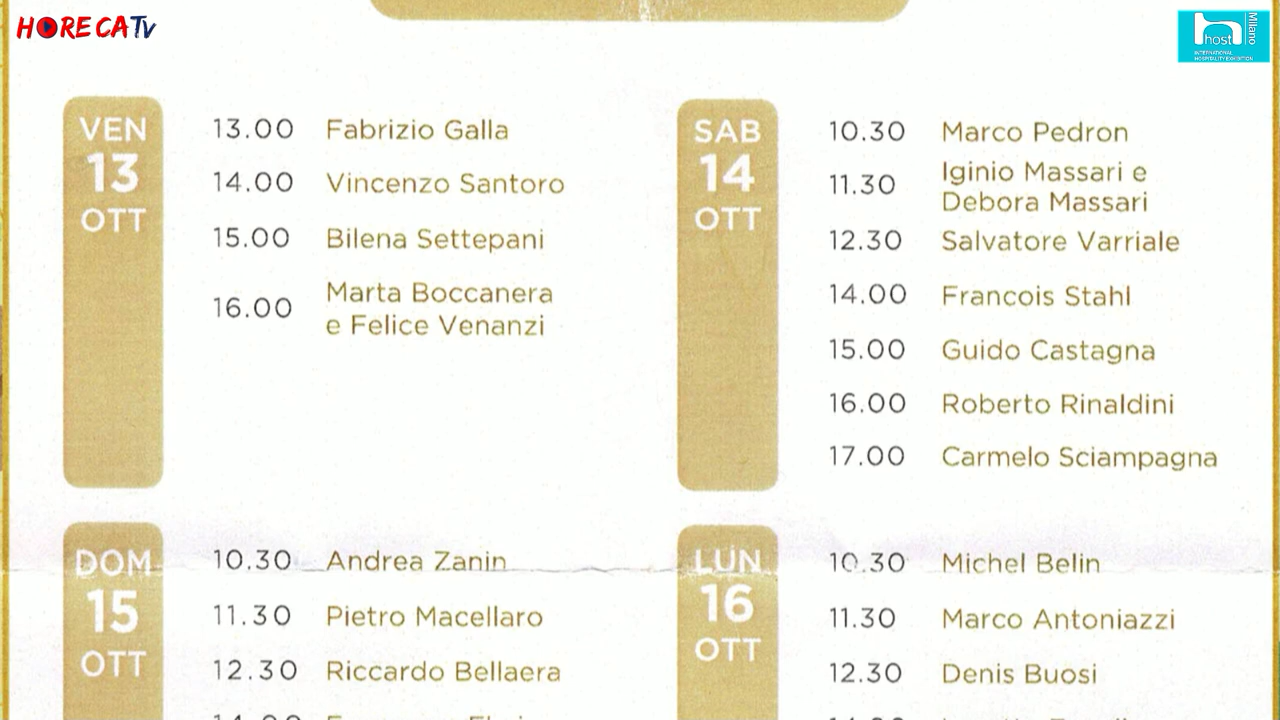 HORECATV
host
Milano
INTERNATIONAL
HOSPITALITY EXHIBITION
VEN
13
OTT
13.00 Fabrizio Galla
14.00 Vincenzo Santoro
15.00 Bilena Settepani
16.00 Marta Boccanera
e Felice Venanzi
SAB
14
OTT
10.30 Marco Pedron
11.30 Iginio Massari e
Debora Massari
12.30 Salvatore Varriale
14.00 Francois Stahl
15.00 Guido Castagna
16.00 Roberto Rinaldini
17.00 Carmelo Sciampagna
DOM
15
OTT
10.30 Andrea Zanin
11.30 Pietro Macellaro
12.30 Riccardo Bellaera
LUN
16
OTT
10.30 Michel Belin
11.30 Marco Antoniazzi
12.30 Denis Buosi